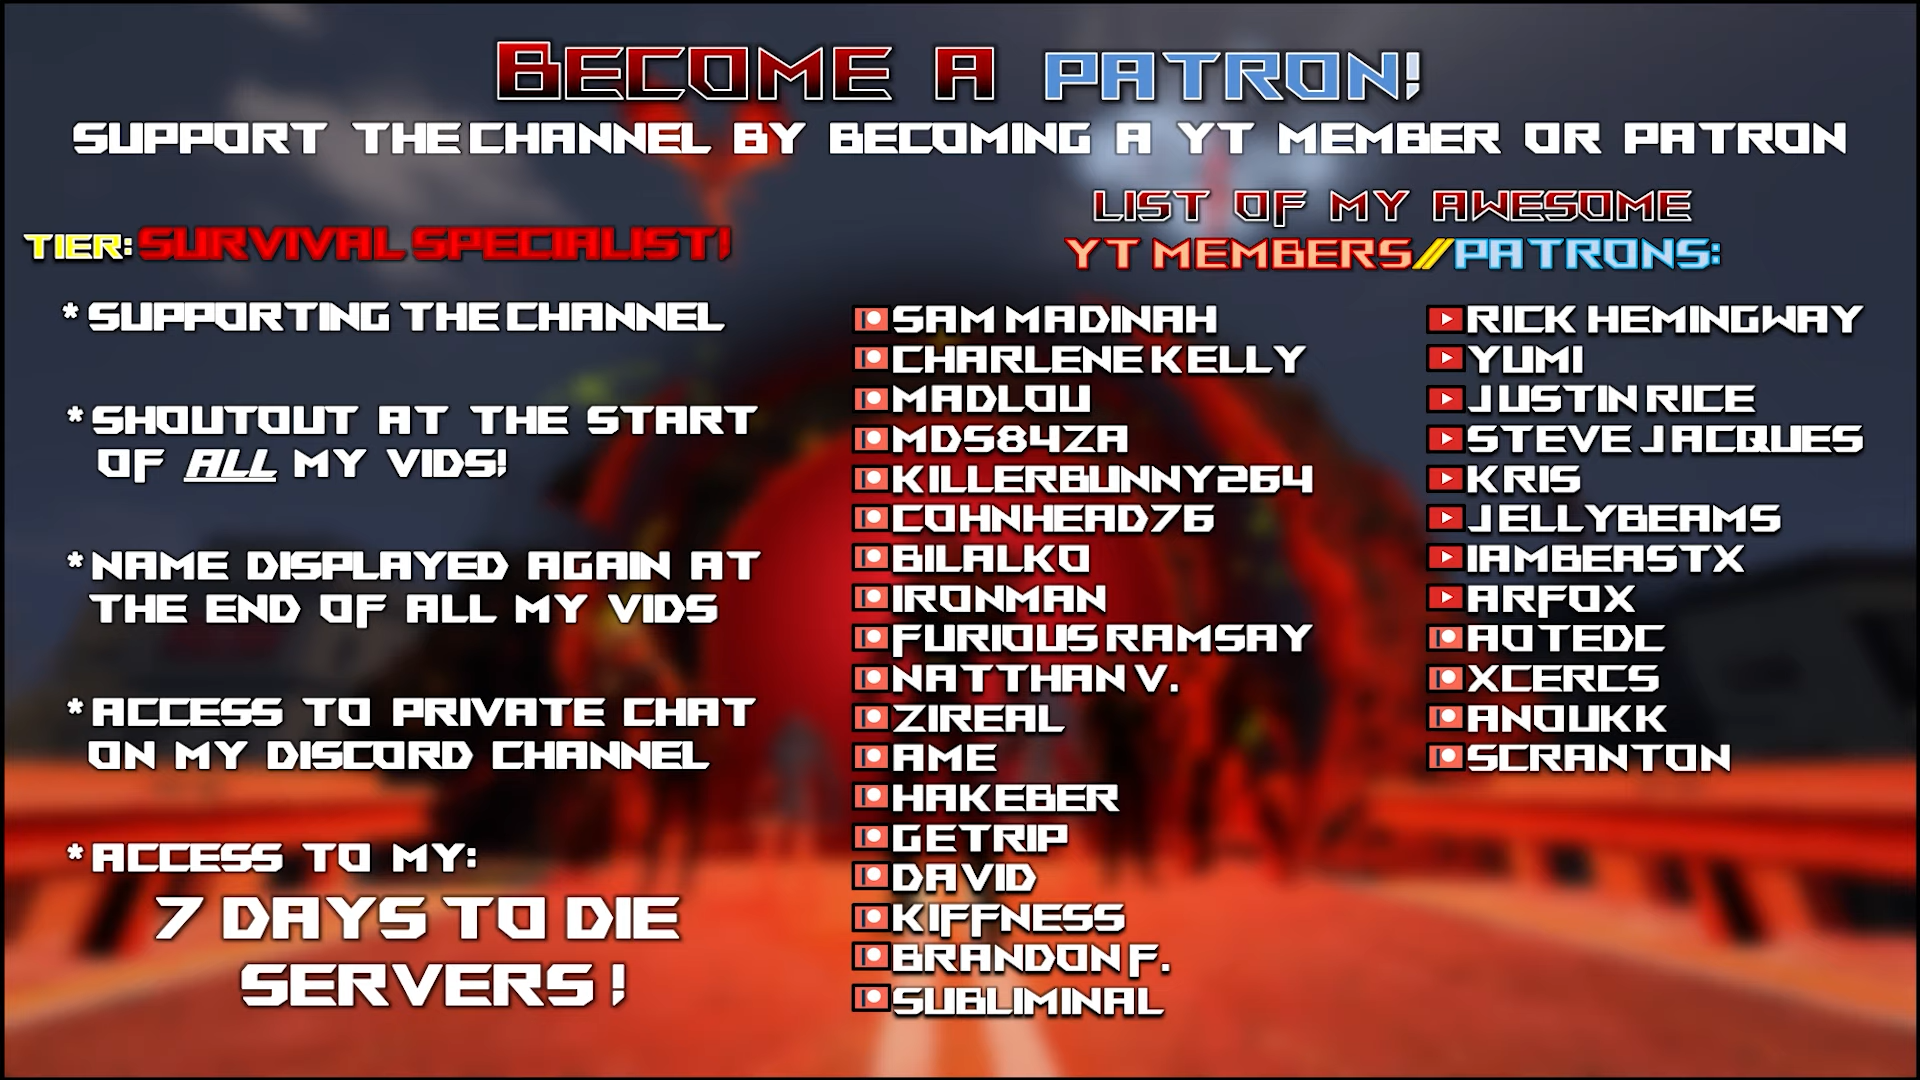 BECOME A PATRON!
SUPPORT THE CHANNEL BY BECOMING A YT MEMBER OR PATRON
TIER: SURVIVAL SPECIALIST!
* SUPPORTING THE CHANNEL
* SHOUTOUT AT THE START
OF ALL MY VIDS!
* NAME DISPLAYED AGAIN AT
THE END OF ALL MY VIDS
* ACCESS TO PRIVATE CHAT
ON MY DISCORD CHANNEL
* ACCESS TO MY:
7 DAYS TO DIE
SERVERS !
LIST OF MY AWESOME
YT MEMBERS//PATRONS:
SAM MADINAH
CHARLENE KELLY
MADLOU
MDS84ZA
KILLERBUNNY264
COHNHEAD76
BILALKO
IRONMAN
FURIOUS RAMSAY
NATTHAN V.
ZIREAL
AME
HAKEBER
GETRIP
DAVID
KIFFNESS
BRANDON F.
SUBLIMINAL
RICK HEMINGWAY
YUMI
JUSTIN RICE
STEVE JACQUES
KRIS
JELLYBEAMS
IAMBEASTX
ARFOX
AOTEDC
XCERCS
ANOUKK
SCRANTON